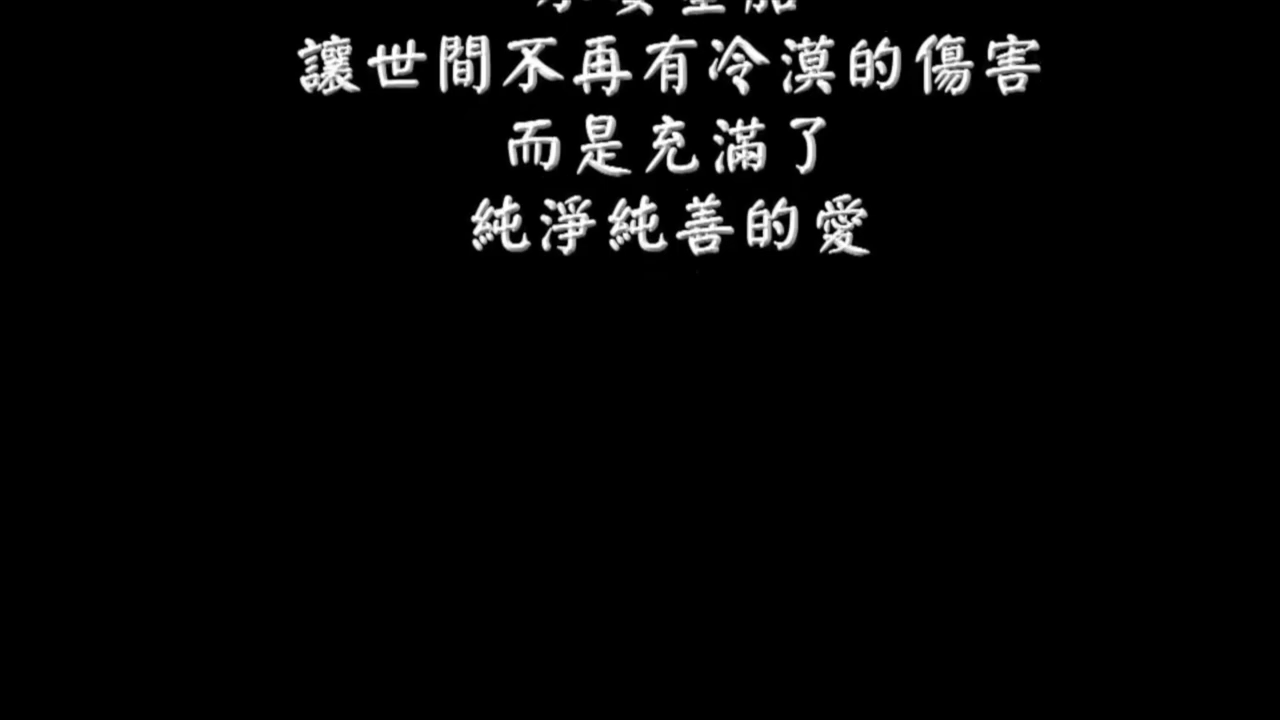 讓世間不再有冷漠的傷害
而是充滿了
純淨純善的愛